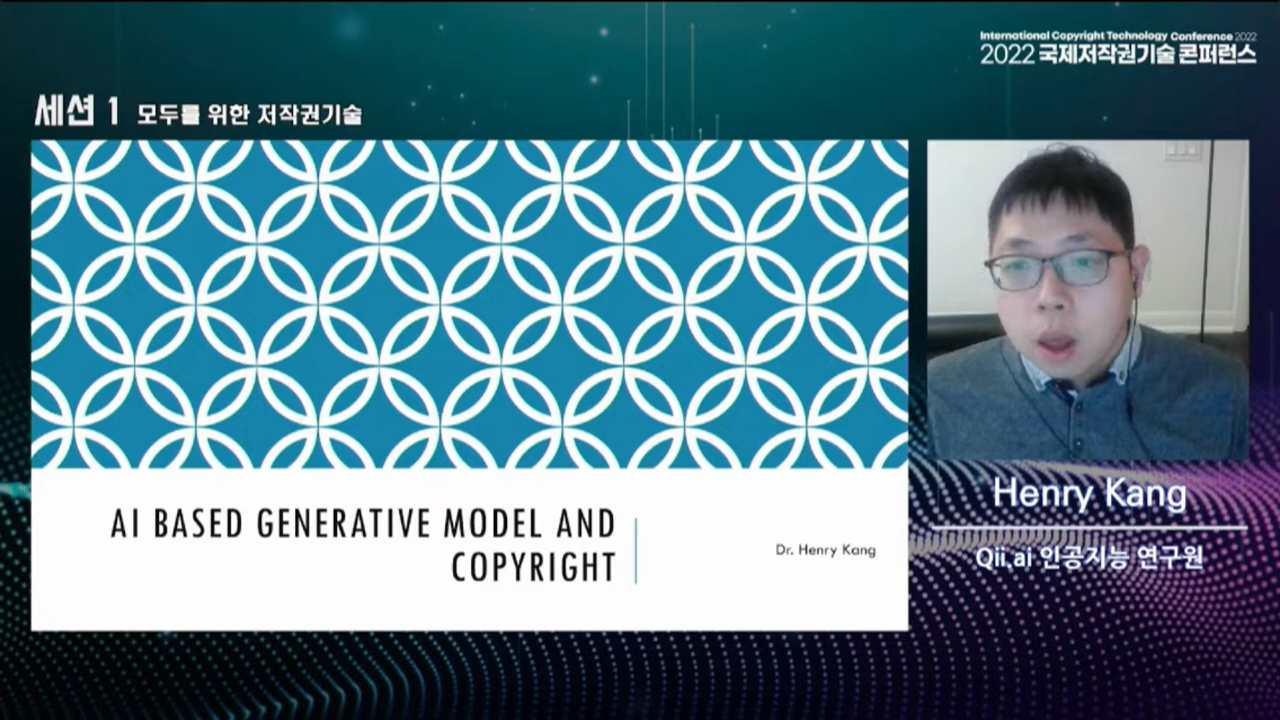 International Copyright Technology Conference 2022
2022 국제저작권기술 콘퍼런스
세션 1 모두를 위한 저작권기술
AI BASED GENERATIVE MODEL AND
COPYRIGHT
Dr. Henry Kang
Henry Kang
Qii.ai 인공지능 연구원